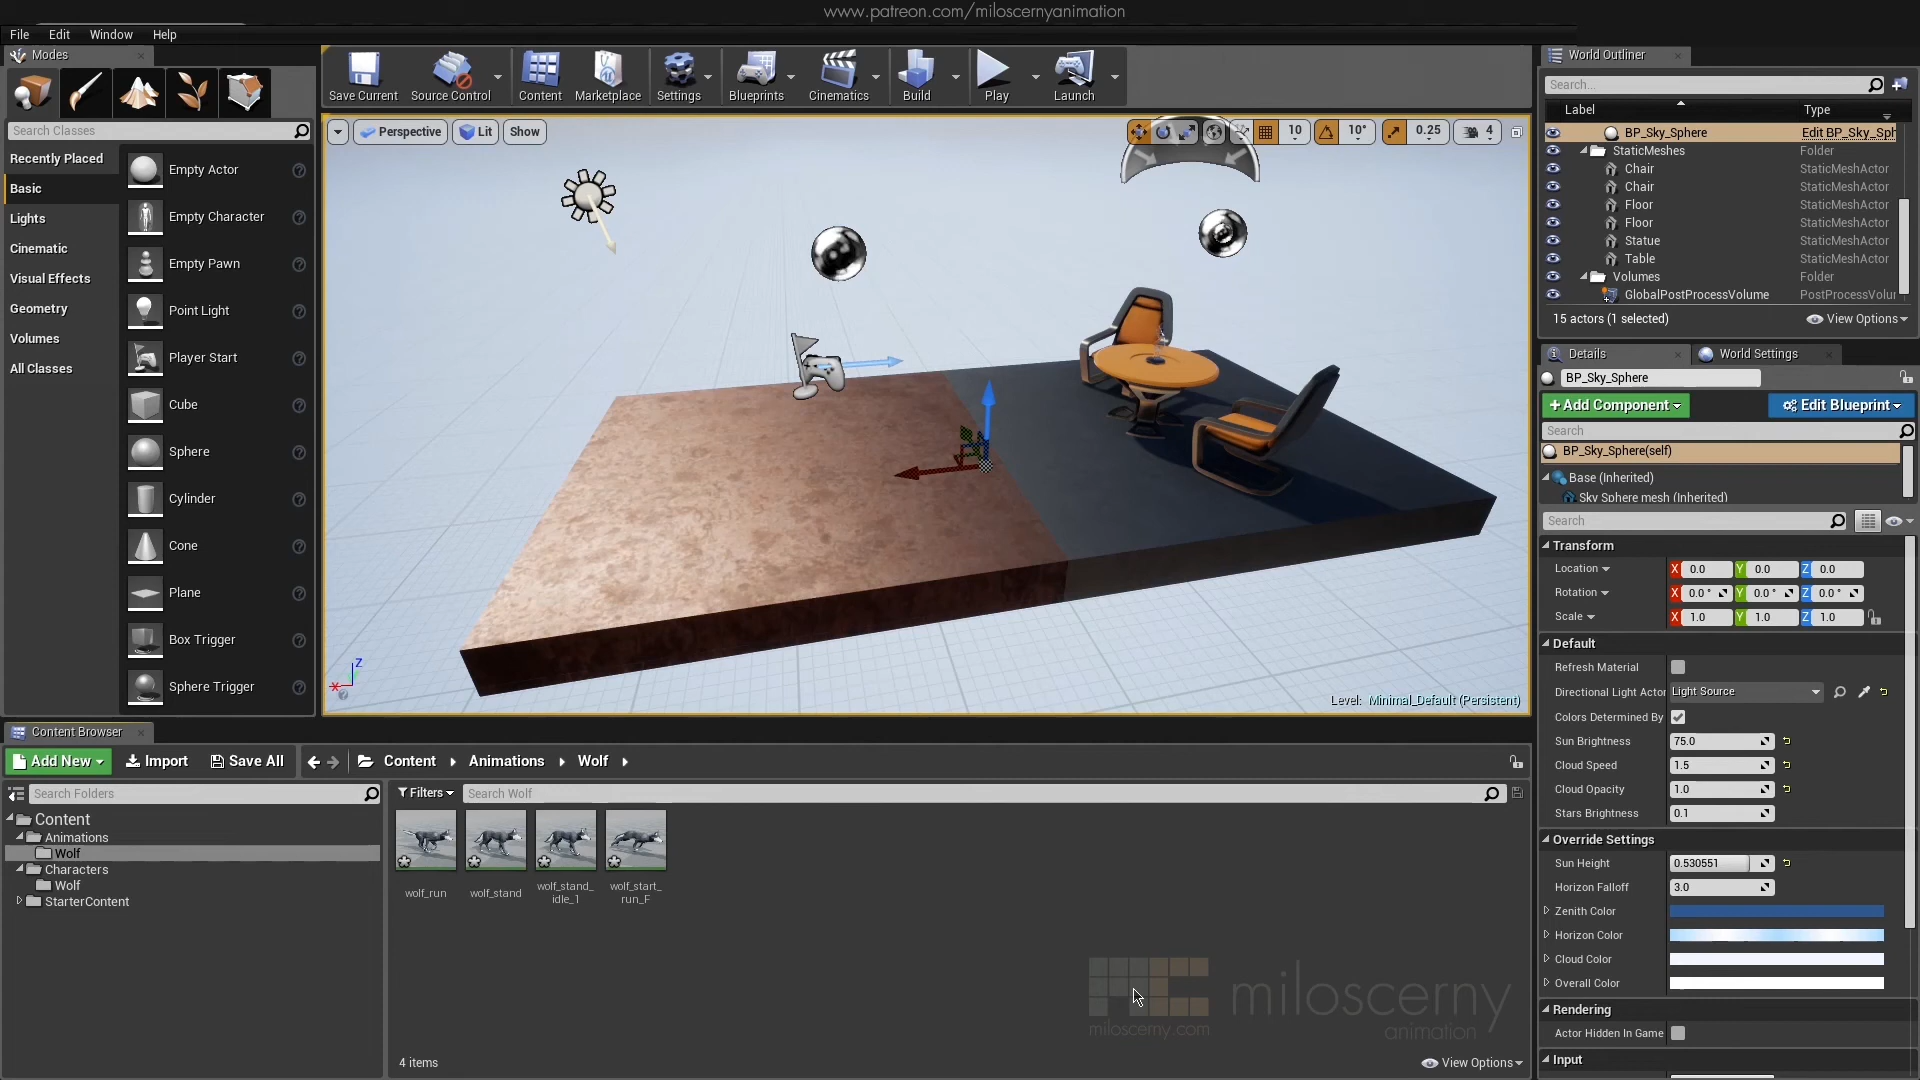 www.patreon.com/miloscernyanimation
File Edit Window Help
Modes
Search Classes
Recently Placed
Basic
Lights
Cinematic
Visual Effects
Geometry
Volumes
All Classes
Empty Actor
Empty Character
Empty Pawn
Point Light
Player Start
Cube
Sphere
Cylinder
Cone
Plane
Box Trigger
Sphere Trigger
Save Current Source Control Content Marketplace Settings Blueprints Cinematics Build Play Launch
Perspective Lit Show
10 10° 0.25 4
Z
X
Level: Minimal_Default (Persistent)
World Outliner
Search...
Label Type
BP_Sky_Sphere Edit BP_Sky_Sph
StaticMeshes Folder
Chair StaticMeshActor
Chair StaticMeshActor
Floor StaticMeshActor
Floor StaticMeshActor
Statue StaticMeshActor
Table StaticMeshActor
Volumes Folder
GlobalPostProcessVolume PostProcessVolu
15 actors (1 selected) View Options
Details World Settings
BP_Sky_Sphere
+Add Component Edit Blueprint
Search
BP_Sky_Sphere(self)
Base (Inherited)
Sky Sphere mesh (Inherited)
Search
Transform
Location X 0.0 Y 0.0 Z 0.0
Rotation X 0.0 ° Y 0.0 ° Z 0.0 °
Scale X 1.0 Y 1.0 Z 1.0
Default
Refresh Material
Directional Light Actor Light Source
Colors Determined By
Sun Brightness 75.0
Cloud Speed 1.5
Cloud Opacity 1.0
Stars Brightness 0.1
Override Settings
Sun Height 0.530551
Horizon Falloff 3.0
Zenith Color
Horizon Color
Cloud Color
Overall Color
Rendering
Actor Hidden In Game
Input
Content Browser
Add New Import Save All Content Animations Wolf
Search Folders
Content
Animations
Wolf
Characters
Wolf
StarterContent
Filters Search Wolf
wolf_run
wolf_stand
wolf_stand_
idle_1
wolf_start_
run_F
miloscerny
animation
miloscerny.com
4 items View Options